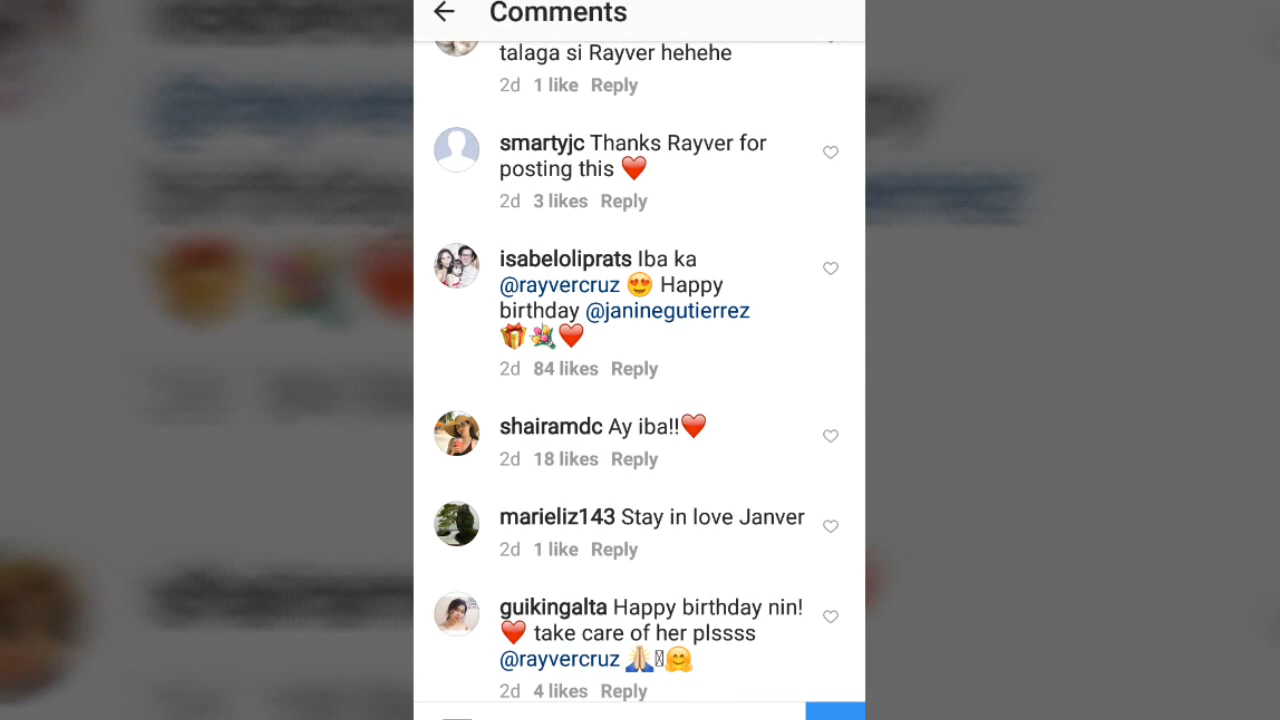 Comments
talaga si Rayver hehehe
2d 1 like Reply
smartyjc Thanks Rayver for
posting this ❤️
2d 3 likes Reply
isabeloliprats Iba ka
@rayvercruz 😍 Happy
birthday @janinegutierrez
🎁💐❤️
2d 84 likes Reply
shairamdc Ay iba!!❤️
2d 18 likes Reply
marieliz143 Stay in love Janver
2d 1 like Reply
guikingalta Happy birthday nin!
❤️ take care of her plssss
@rayvercruz 🙏🤗
2d 4 likes Reply